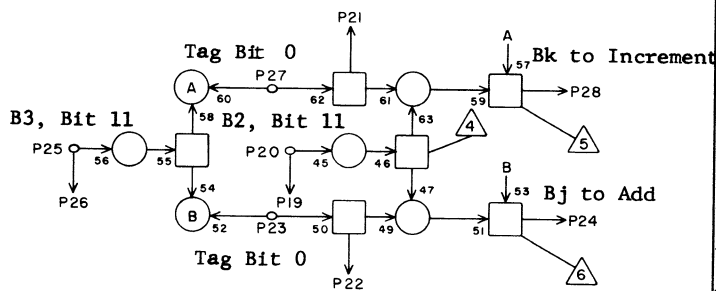 P21
A
Tag Bit 0
57
Bk to Increment
A
P27
60
62
61
59
P28
58
63
B3, Bit 11
B2, Bit 11
4
5
P25
56
55
P20
45
46
P26
54
P19
47
B
53
Bj to Add
B
52
P23
50
49
51
P24
Tag Bit 0
P22
6